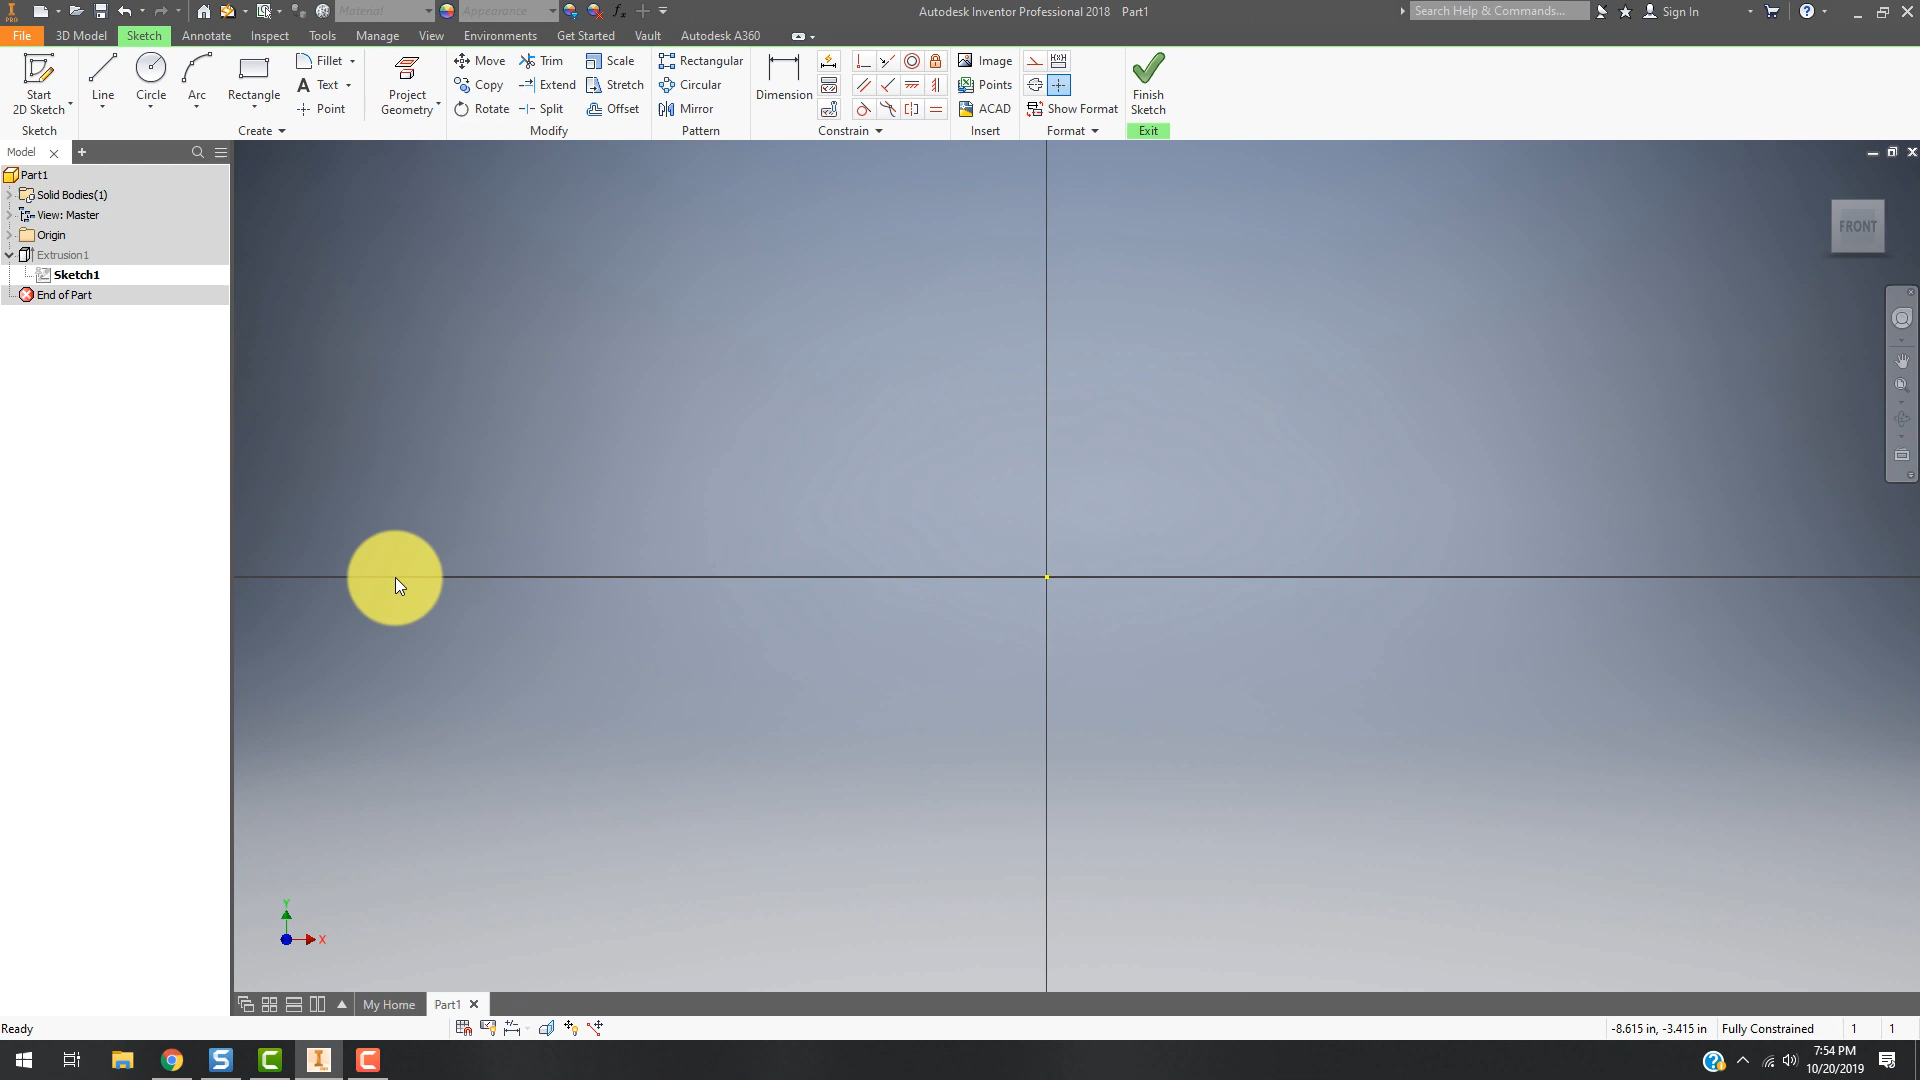 PRO Material Appearance fx Autodesk Inventor Professional 2018 Part1 Search Help & Commands... Sign In
File 3D Model Sketch Annotate Inspect Tools Manage View Environments Get Started Vault Autodesk A360
Start 2D Sketch Line Circle Arc Rectangle Fillet Project Geometry Move Trim Scale Rectangular Dimension Image Finish Sketch
Text Copy Extend Stretch Circular Points
Point Rotate Split Offset Mirror ACAD Show Format
Sketch Create Modify Pattern Constrain Insert Format Exit
Model
Part1
Solid Bodies(1)
View: Master
Origin
Extrusion1
Sketch1
End of Part
FRONT
Y
X
My Home Part1
Ready -8.615 in, -3.415 in Fully Constrained 1 1
7:54 PM
10/20/2019